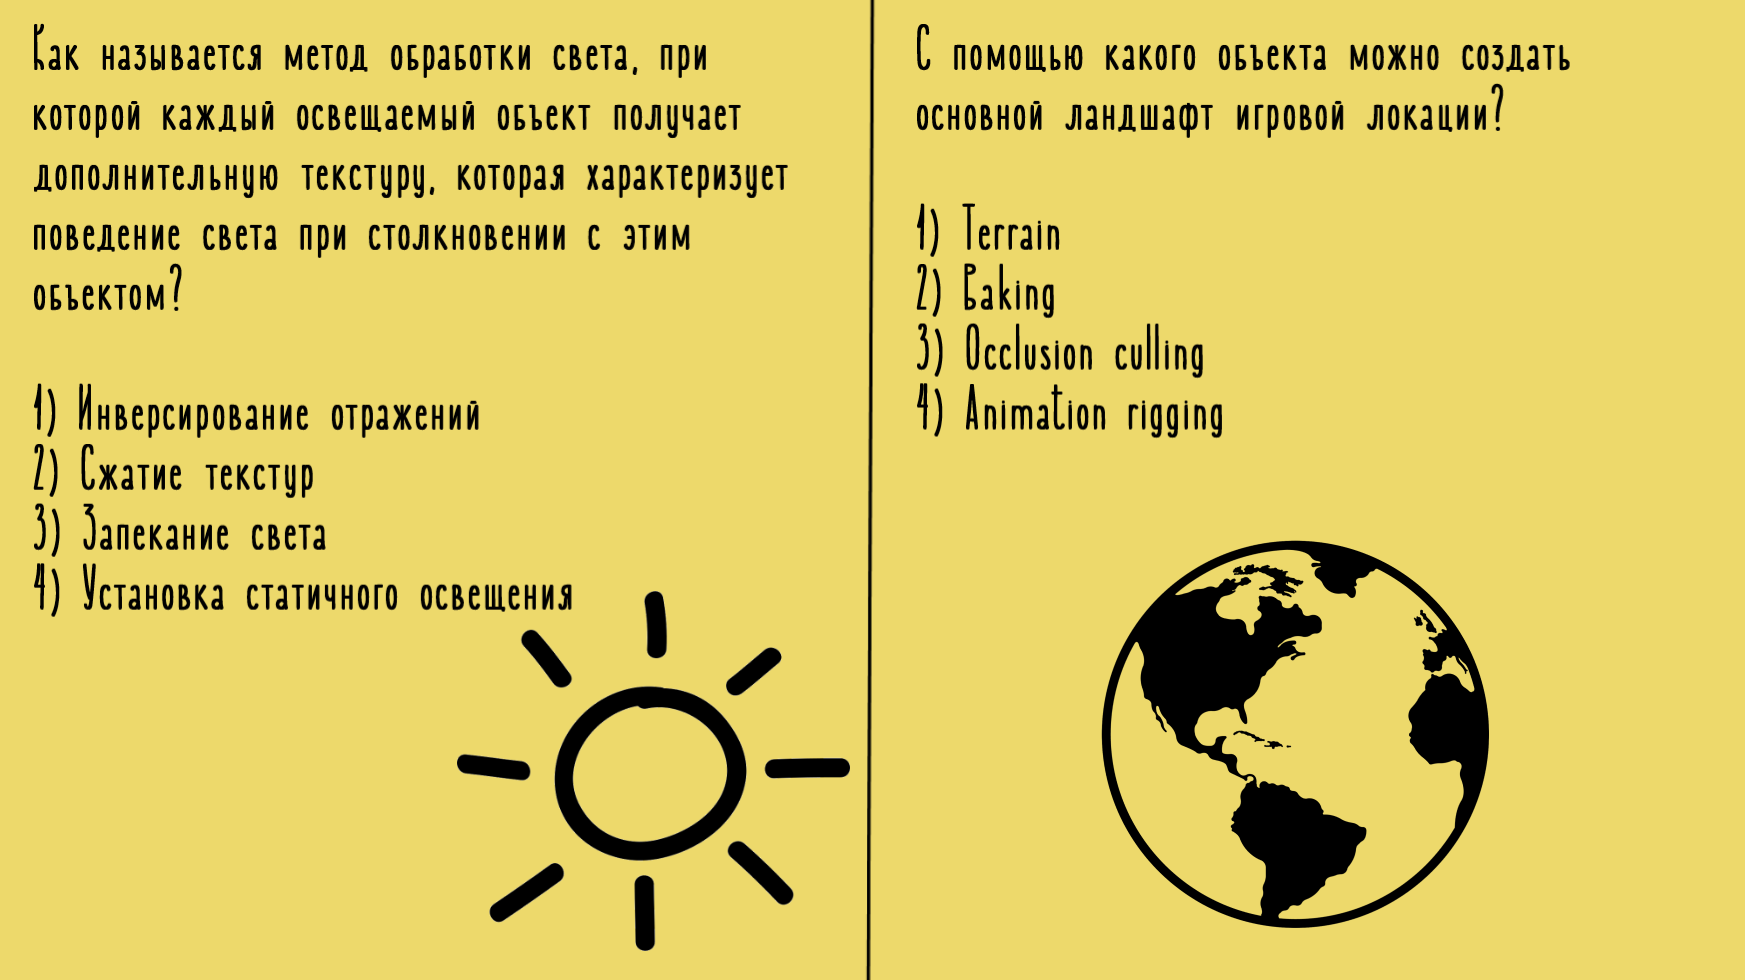 Как называется метод обработки света, при
которой каждый освещаемый объект получает
дополнительную текстуру, которая характеризует
поведение света при столкновении с этим
объектом?
1) Инверсирование отражений
2) Сжатие текстур
3) Запекание света
4) Установка статичного освещения
С помощью какого объекта можно создать
основной ландшафт игровой локации?
1) Terrain
2) Baking
3) Occlusion culling
4) Animation rigging